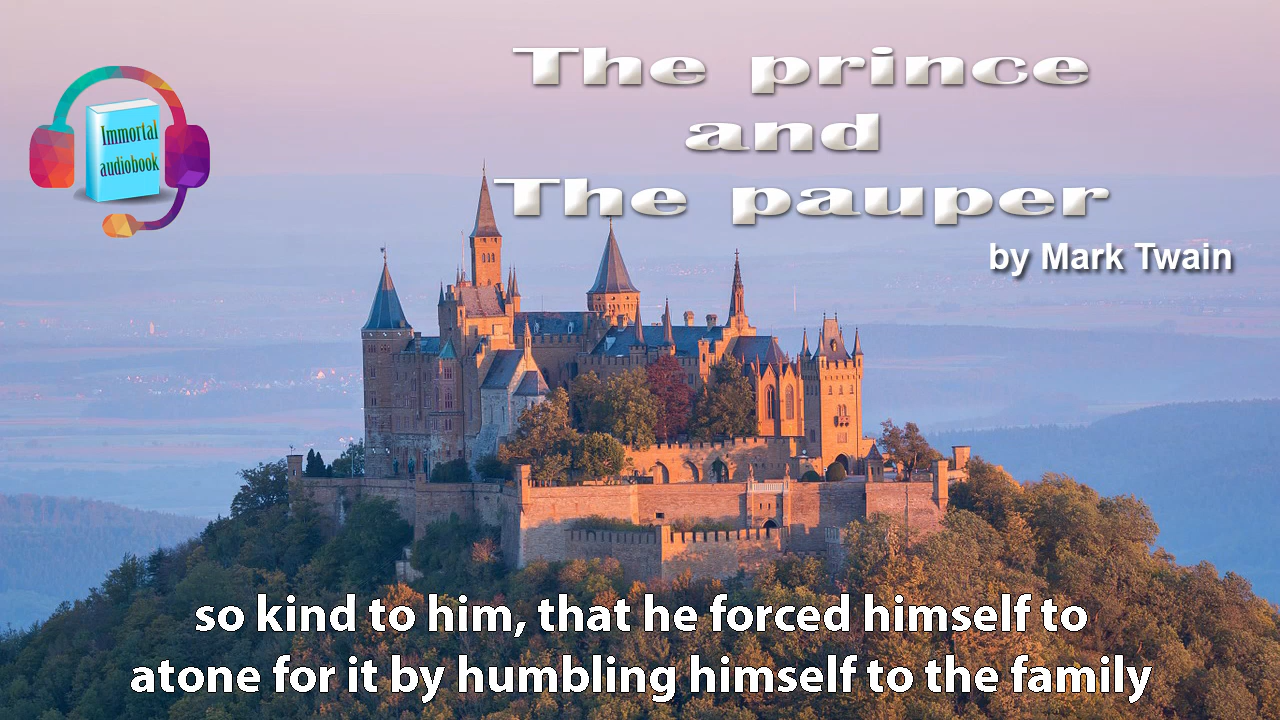 Immortal
audiobook
The prince
and
The pauper
by Mark Twain
so kind to him, that he forced himself to
atone for it by humbling himself to the family